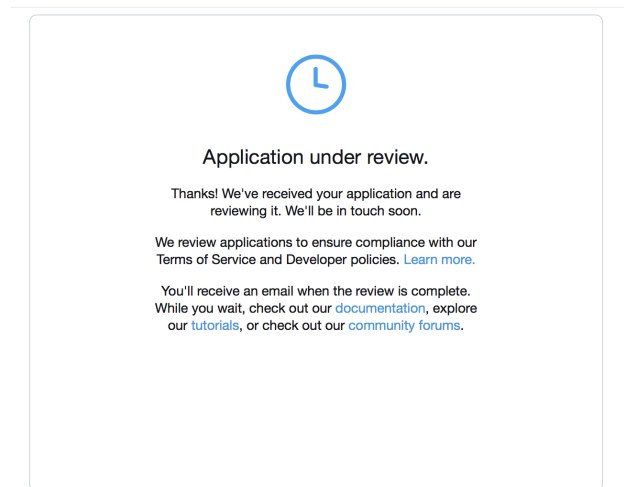 Application under review.
Thanks! We've received your application and are
reviewing it. We'll be in touch soon.
We review applications to ensure compliance with our
Terms of Service and Developer policies. Learn more.
You'll receive an email when the review is complete.
While you wait, check out our documentation, explore
our tutorials, or check out our community forums.